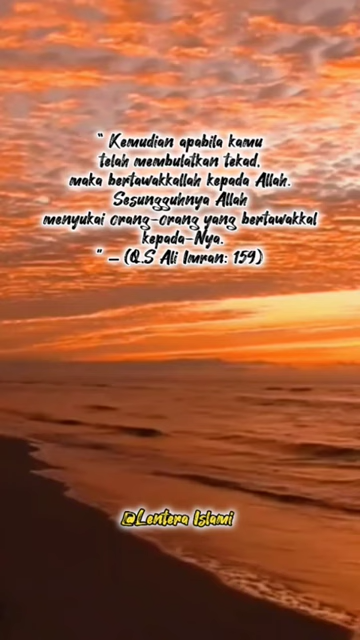 " Kemudian apabila kamu
telah membulatkan tekad,
maka bertawakkallah kepada Allah.
Sesungguhnya Allah
menyukai orang-orang yang bertawakkal
kepada-Nya.
" – (Q.S Ali Imran: 159)
@Lentera Islami